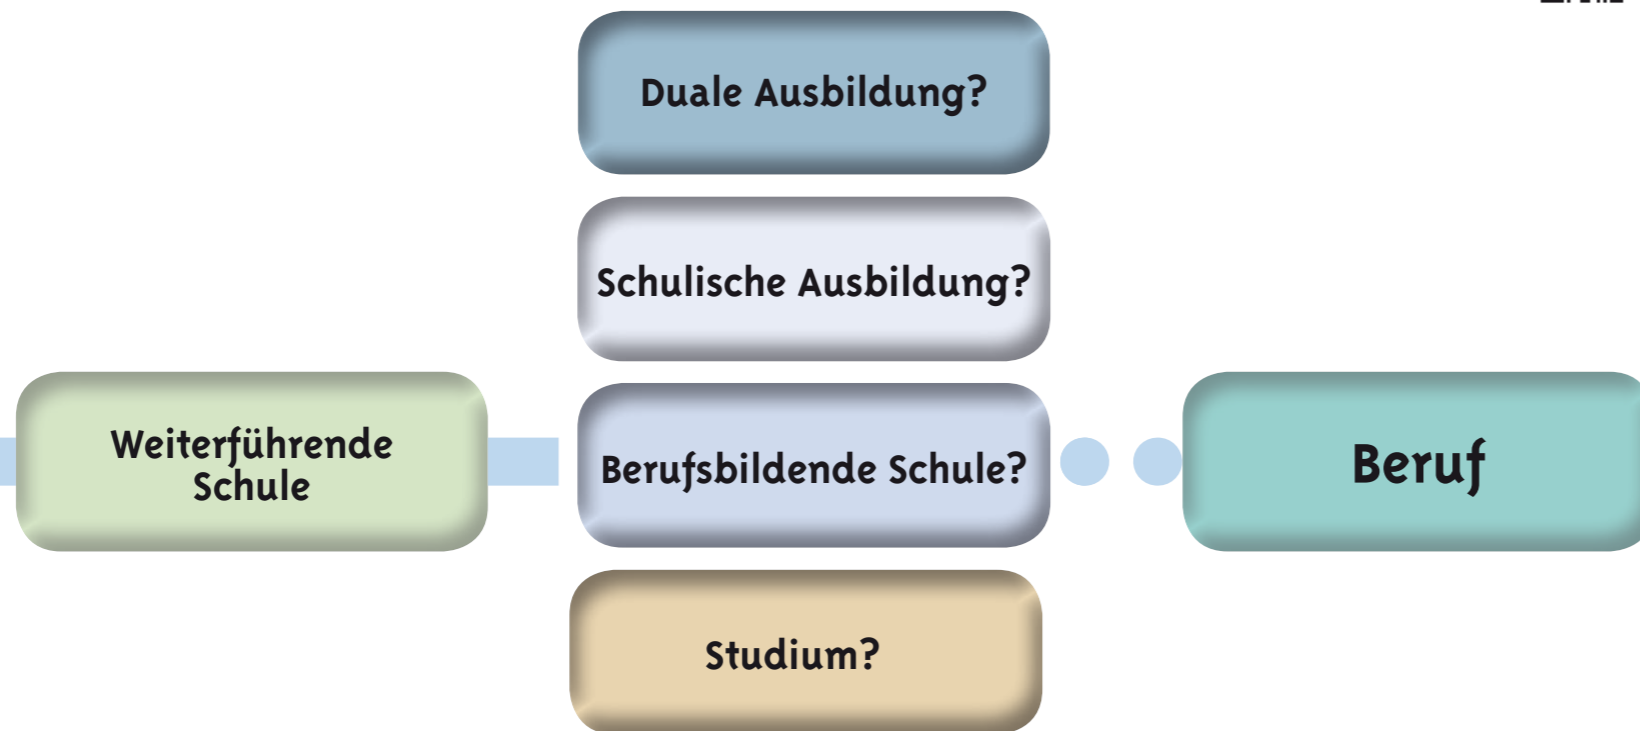 Duale Ausbildung?
Schulische Ausbildung?
Weiterführende
Schule
Berufsbildende Schule?
Beruf
Studium?